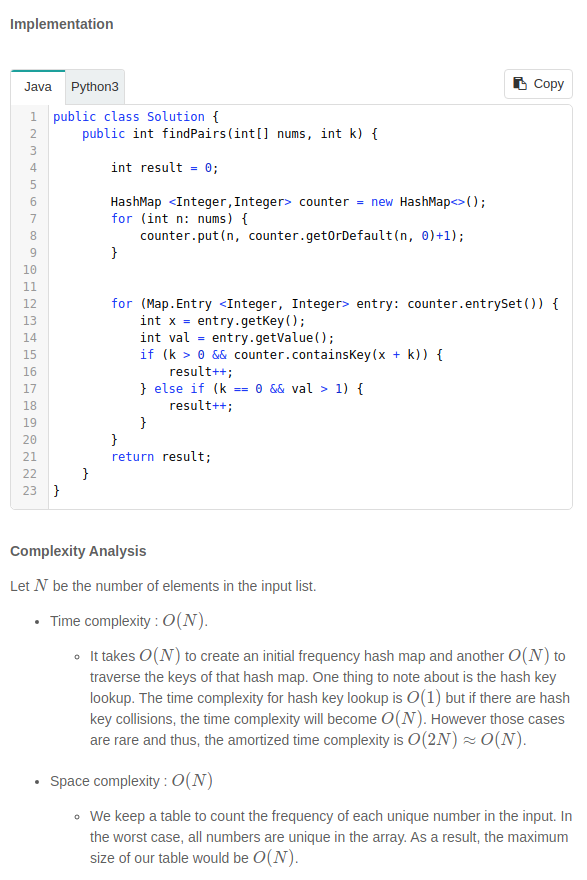 Implementation
Java
Python3
Copy
1 public class Solution {
2     public int findPairs(int[] nums, int k) {
3
4         int result = 0;
5
6         HashMap <Integer,Integer> counter = new HashMap<>();
7         for (int n: nums) {
8             counter.put(n, counter.getOrDefault(n, 0)+1);
9         }
10
11
12         for (Map.Entry <Integer, Integer> entry: counter.entrySet()) {
13             int x = entry.getKey();
14             int val = entry.getValue();
15             if (k > 0 && counter.containsKey(x + k)) {
16                 result++;
17             } else if (k == 0 && val > 1) {
18                 result++;
19             }
20         }
21         return result;
22     }
23 }
Complexity Analysis
Let N be the number of elements in the input list.
• Time complexity : O(N).
◦ It takes O(N) to create an initial frequency hash map and another O(N) to
traverse the keys of that hash map. One thing to note about is the hash key
lookup. The time complexity for hash key lookup is O(1) but if there are hash
key collisions, the time complexity will become O(N). However those cases
are rare and thus, the amortized time complexity is O(2N) ≈ O(N).
• Space complexity : O(N)
◦ We keep a table to count the frequency of each unique number in the input. In
the worst case, all numbers are unique in the array. As a result, the maximum
size of our table would be O(N).